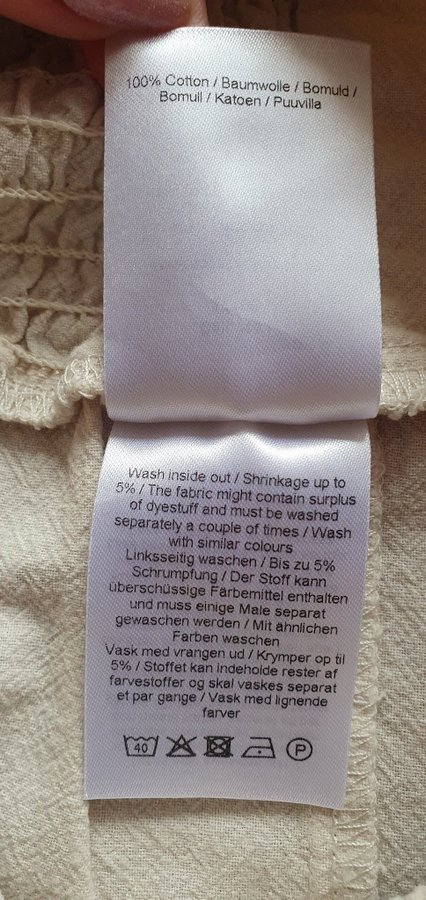 100% Cotton / Baumwolle / Bomuld /
Bomull / Katoen / Puuvilla
Wash inside out / Shrinkage up to
5% / The fabric might contain surplus
of dyestuff and must be washed
separately a couple of times / Wash
with similar colours
Linksseitig waschen / Bis zu 5%
Schrumpfung / Der Stoff kann
überschüssige Färbemittel enthalten
und muss einige Male separat
gewaschen werden / Mit ähnlichen
Farben waschen
Vask med vrangen ud / Krymper op til
5% / Stoffet kan indeholde rester af
farvestoffer og skal vaskes separat
et par gange / Vask med lignende
farver
40 P